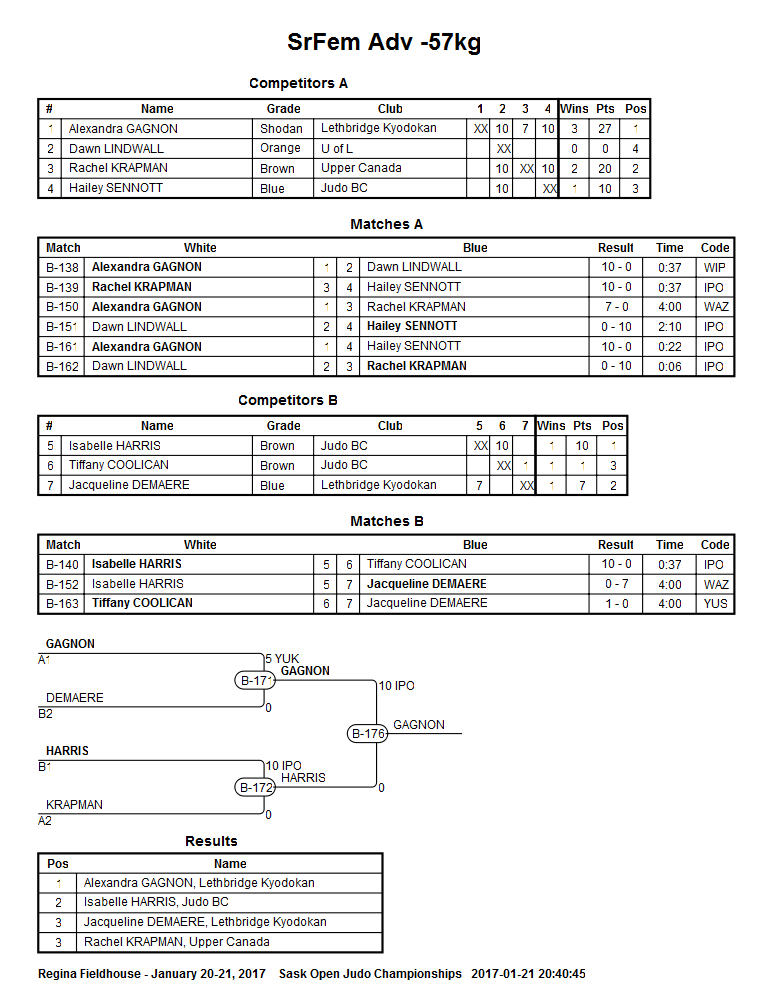 SrFem Adv -57kg
Competitors A
# Name Grade Club 1 2 3 4 Wins Pts Pos
1 Alexandra GAGNON Shodan Lethbridge Kyodokan XX 10 7 10 3 27 1
2 Dawn LINDWALL Orange U of L XX 0 0 4
3 Rachel KRAPMAN Brown Upper Canada 10 XX 10 2 20 2
4 Hailey SENNOTT Blue Judo BC 10 XX 1 10 3
Matches A
Match White Blue Result Time Code
B-138 Alexandra GAGNON 1 2 Dawn LINDWALL 10 - 0 0:37 WIP
B-139 Rachel KRAPMAN 3 4 Hailey SENNOTT 10 - 0 0:37 IPO
B-150 Alexandra GAGNON 1 3 Rachel KRAPMAN 7 - 0 4:00 WAZ
B-151 Dawn LINDWALL 2 4 Hailey SENNOTT 0 - 10 2:10 IPO
B-161 Alexandra GAGNON 1 4 Hailey SENNOTT 10 - 0 0:22 IPO
B-162 Dawn LINDWALL 2 3 Rachel KRAPMAN 0 - 10 0:06 IPO
Competitors B
# Name Grade Club 5 6 7 Wins Pts Pos
5 Isabelle HARRIS Brown Judo BC XX 10 1 10 1
6 Tiffany COOLICAN Brown Judo BC XX 1 1 1 3
7 Jacqueline DEMAERE Blue Lethbridge Kyodokan 7 XX 1 7 2
Matches B
Match White Blue Result Time Code
B-140 Isabelle HARRIS 5 6 Tiffany COOLICAN 10 - 0 0:37 IPO
B-152 Isabelle HARRIS 5 7 Jacqueline DEMAERE 0 - 7 4:00 WAZ
B-163 Tiffany COOLICAN 6 7 Jacqueline DEMAERE 1 - 0 4:00 YUS
GAGNON
A1 5 YUK
B-171 GAGNON
10 IPO
DEMAERE
B2 0
B-176 GAGNON
HARRIS
B1 10 IPO
B-172 HARRIS
0
KRAPMAN
A2 0
Results
Pos Name
1 Alexandra GAGNON, Lethbridge Kyodokan
2 Isabelle HARRIS, Judo BC
3 Jacqueline DEMAERE, Lethbridge Kyodokan
3 Rachel KRAPMAN, Upper Canada
Regina Fieldhouse - January 20-21, 2017 Sask Open Judo Championships 2017-01-21 20:40:45